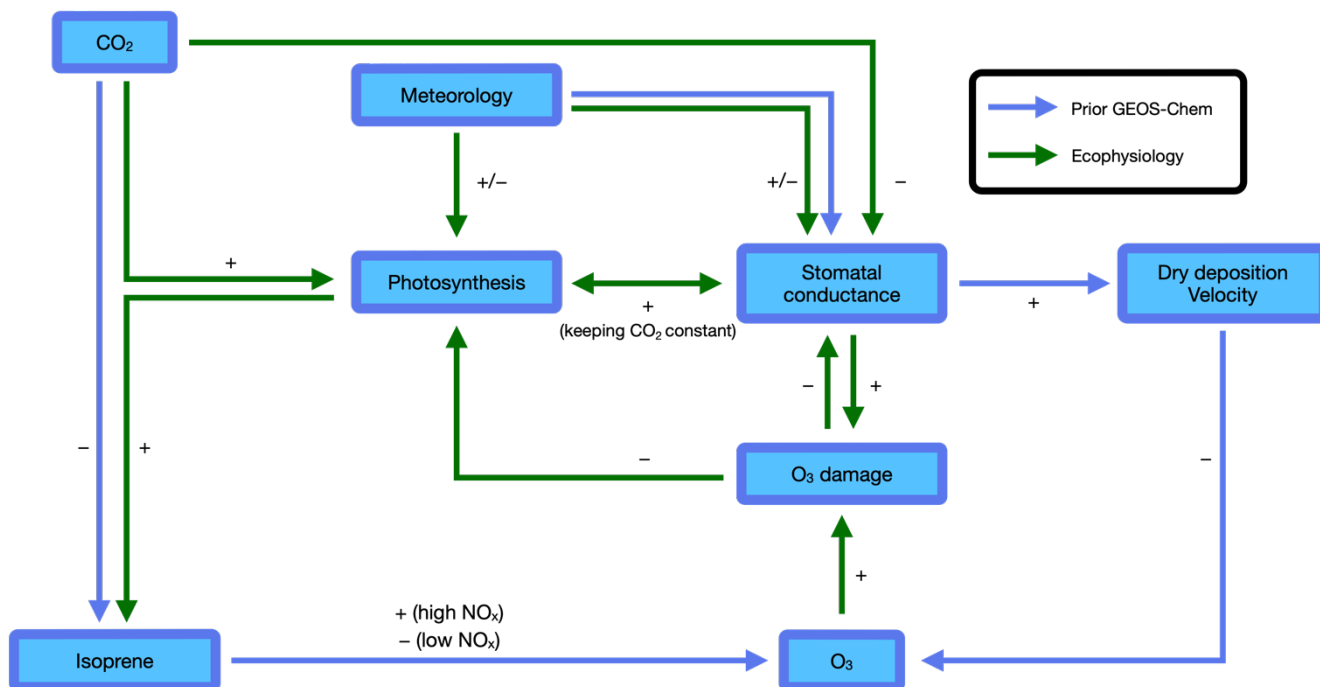 CO₂
Meteorology
Prior GEOS-Chem
Ecophysiology
+/–
+/–
–
+
Photosynthesis
Stomatal
conductance
Dry deposition
Velocity
+
(keeping CO₂ constant)
+
–
+
–
+
–
–
–
O₃ damage
+
+ (high NOₓ)
– (low NOₓ)
Isoprene
O₃